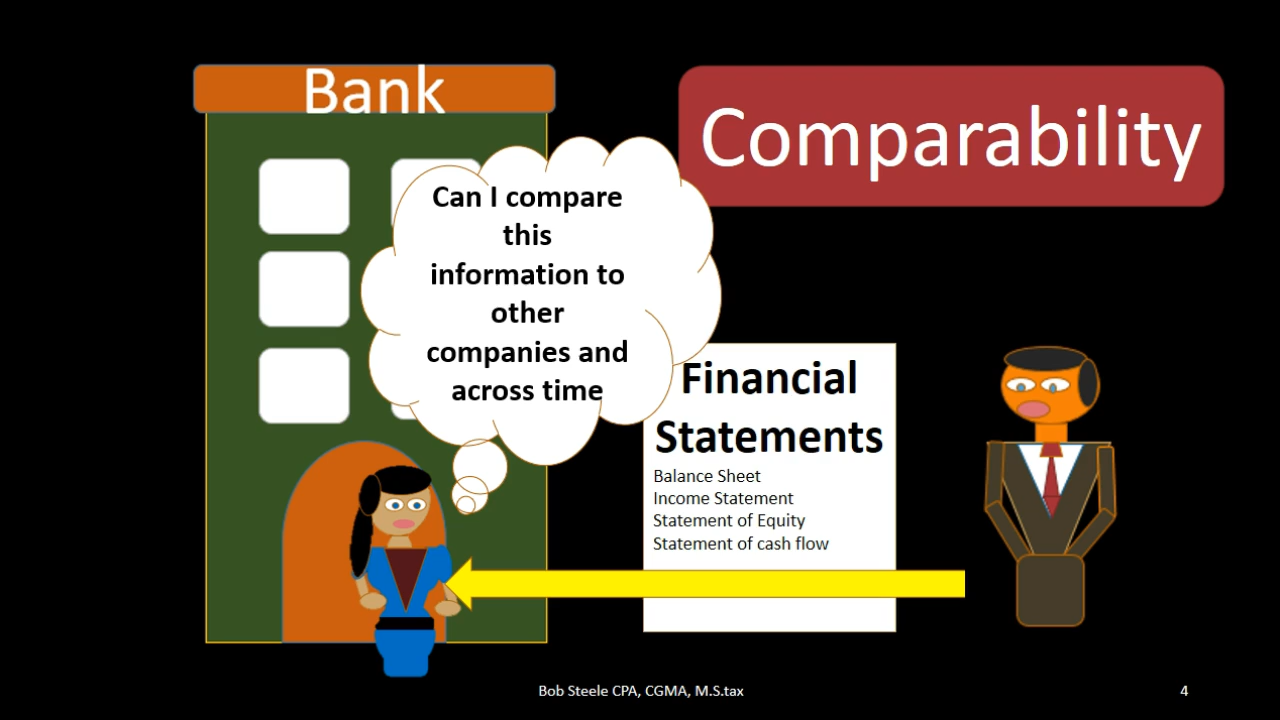 Bank
Comparability
Can I compare
this
information to
other
companies and
across time
Financial
Statements
Balance Sheet
Income Statement
Statement of Equity
Statement of cash flow
Bob Steele CPA, CGMA, M.S.tax
4